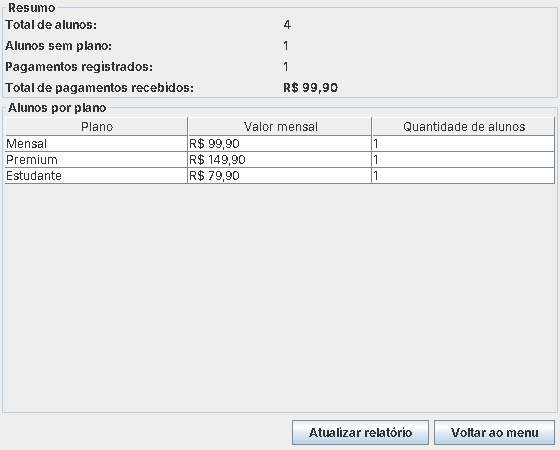 Resumo
Total de alunos: 4
Alunos sem plano: 1
Pagamentos registrados: 1
Total de pagamentos recebidos: R$ 99,90
Alunos por plano
Plano Valor mensal Quantidade de alunos
Mensal R$ 99,90 1
Premium R$ 149,90 1
Estudante R$ 79,90 1
Atualizar relatório Voltar ao menu